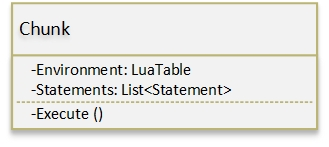 Chunk
-Environment: LuaTable
-Statements: List<Statement>
-Execute ()